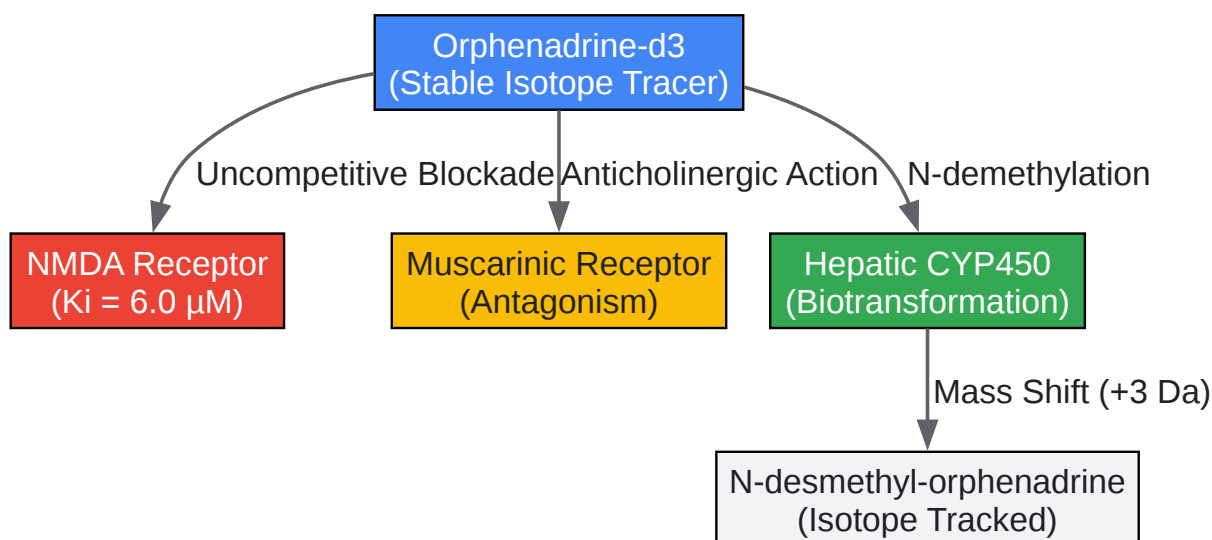 Orphenadrine-d3
(Stable Isotope Tracer)
Uncompetitive Blockade
Anticholinergic Action
N-demethylation
NMDA Receptor
(Ki = 6.0 µM)
Muscarinic Receptor
(Antagonism)
Hepatic CYP450
(Biotransformation)
Mass Shift (+3 Da)
N-desmethyl-orphenadrine
(Isotope Tracked)